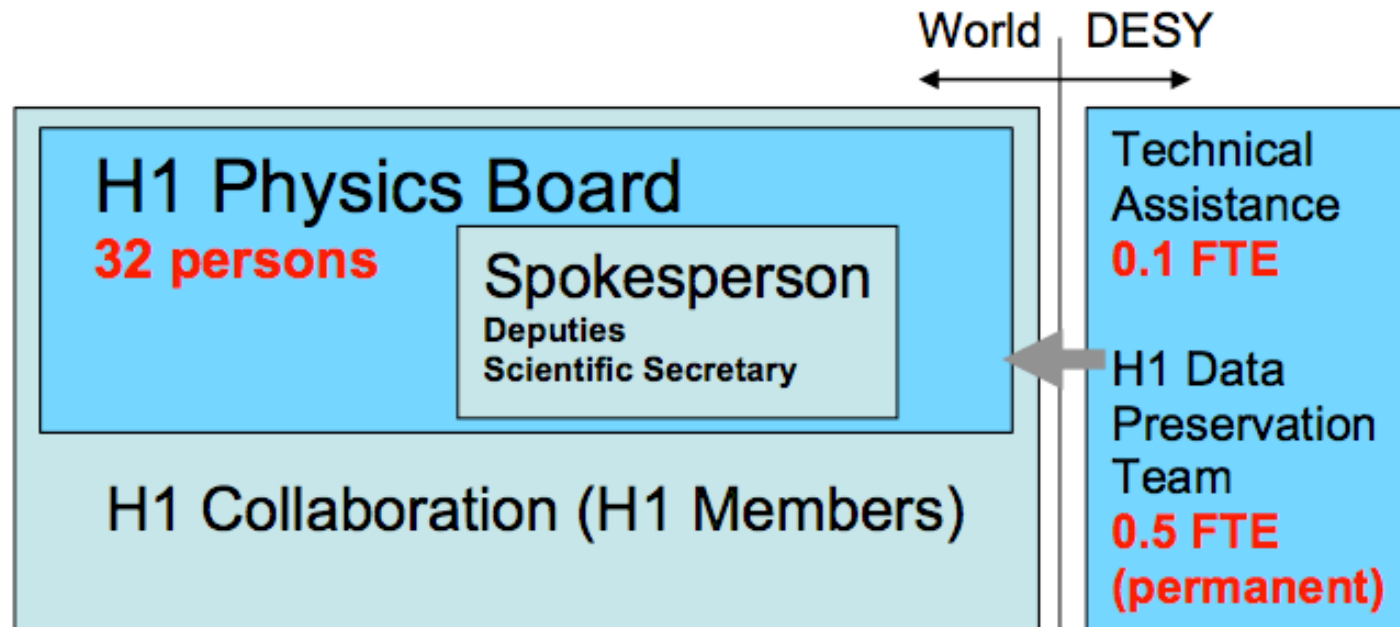 World DESY
H1 Physics Board
32 persons
Spokesperson
Deputies
Scientific Secretary
H1 Collaboration (H1 Members)
Technical
Assistance
0.1 FTE
H1 Data
Preservation
Team
0.5 FTE
(permanent)